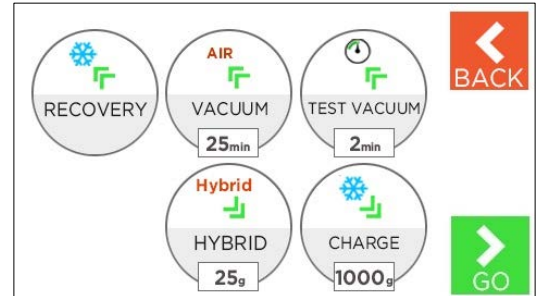 AIR
BACK
RECOVERY
VACUUM
TEST VACUUM
25min
2min
Hybrid
HYBRID
CHARGE
25g
1000g
GO